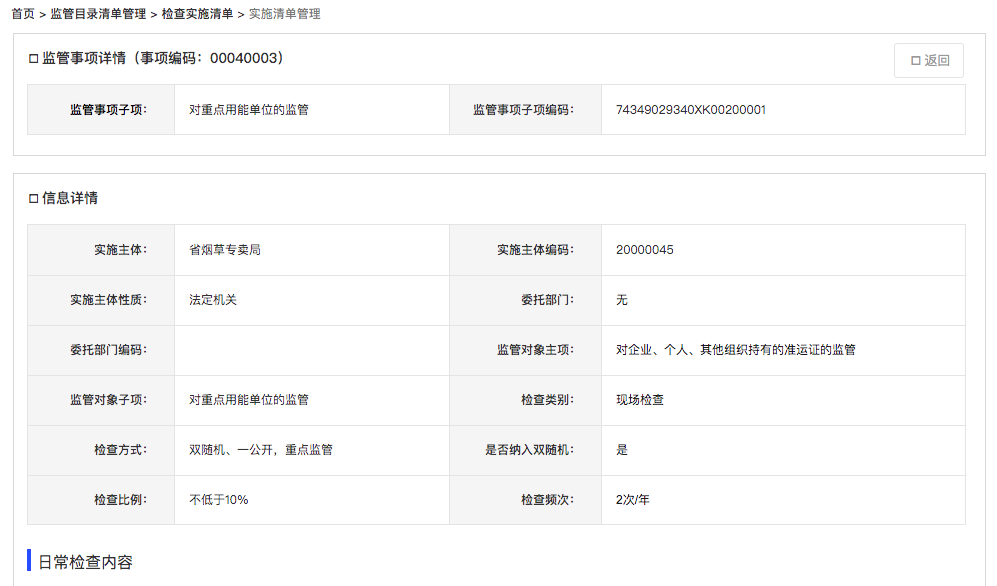 首页 > 监管目录清单管理 > 检查实施清单 > 实施清单管理
监管事项详情（事项编码：00040003）
返回
监管事项子项： 对重点用能单位的监管 监管事项子项编码： 74349029340XK00200001
信息详情
实施主体： 省烟草专卖局 实施主体编码： 20000045
实施主体性质： 法定机关 委托部门： 无
委托部门编码： 监管对象主项： 对企业、个人、其他组织持有的准运证的监管
监管对象子项： 对重点用能单位的监管 检查类别： 现场检查
检查方式： 双随机、一公开，重点监管 是否纳入双随机： 是
检查比例： 不低于10% 检查频次： 2次/年
日常检查内容